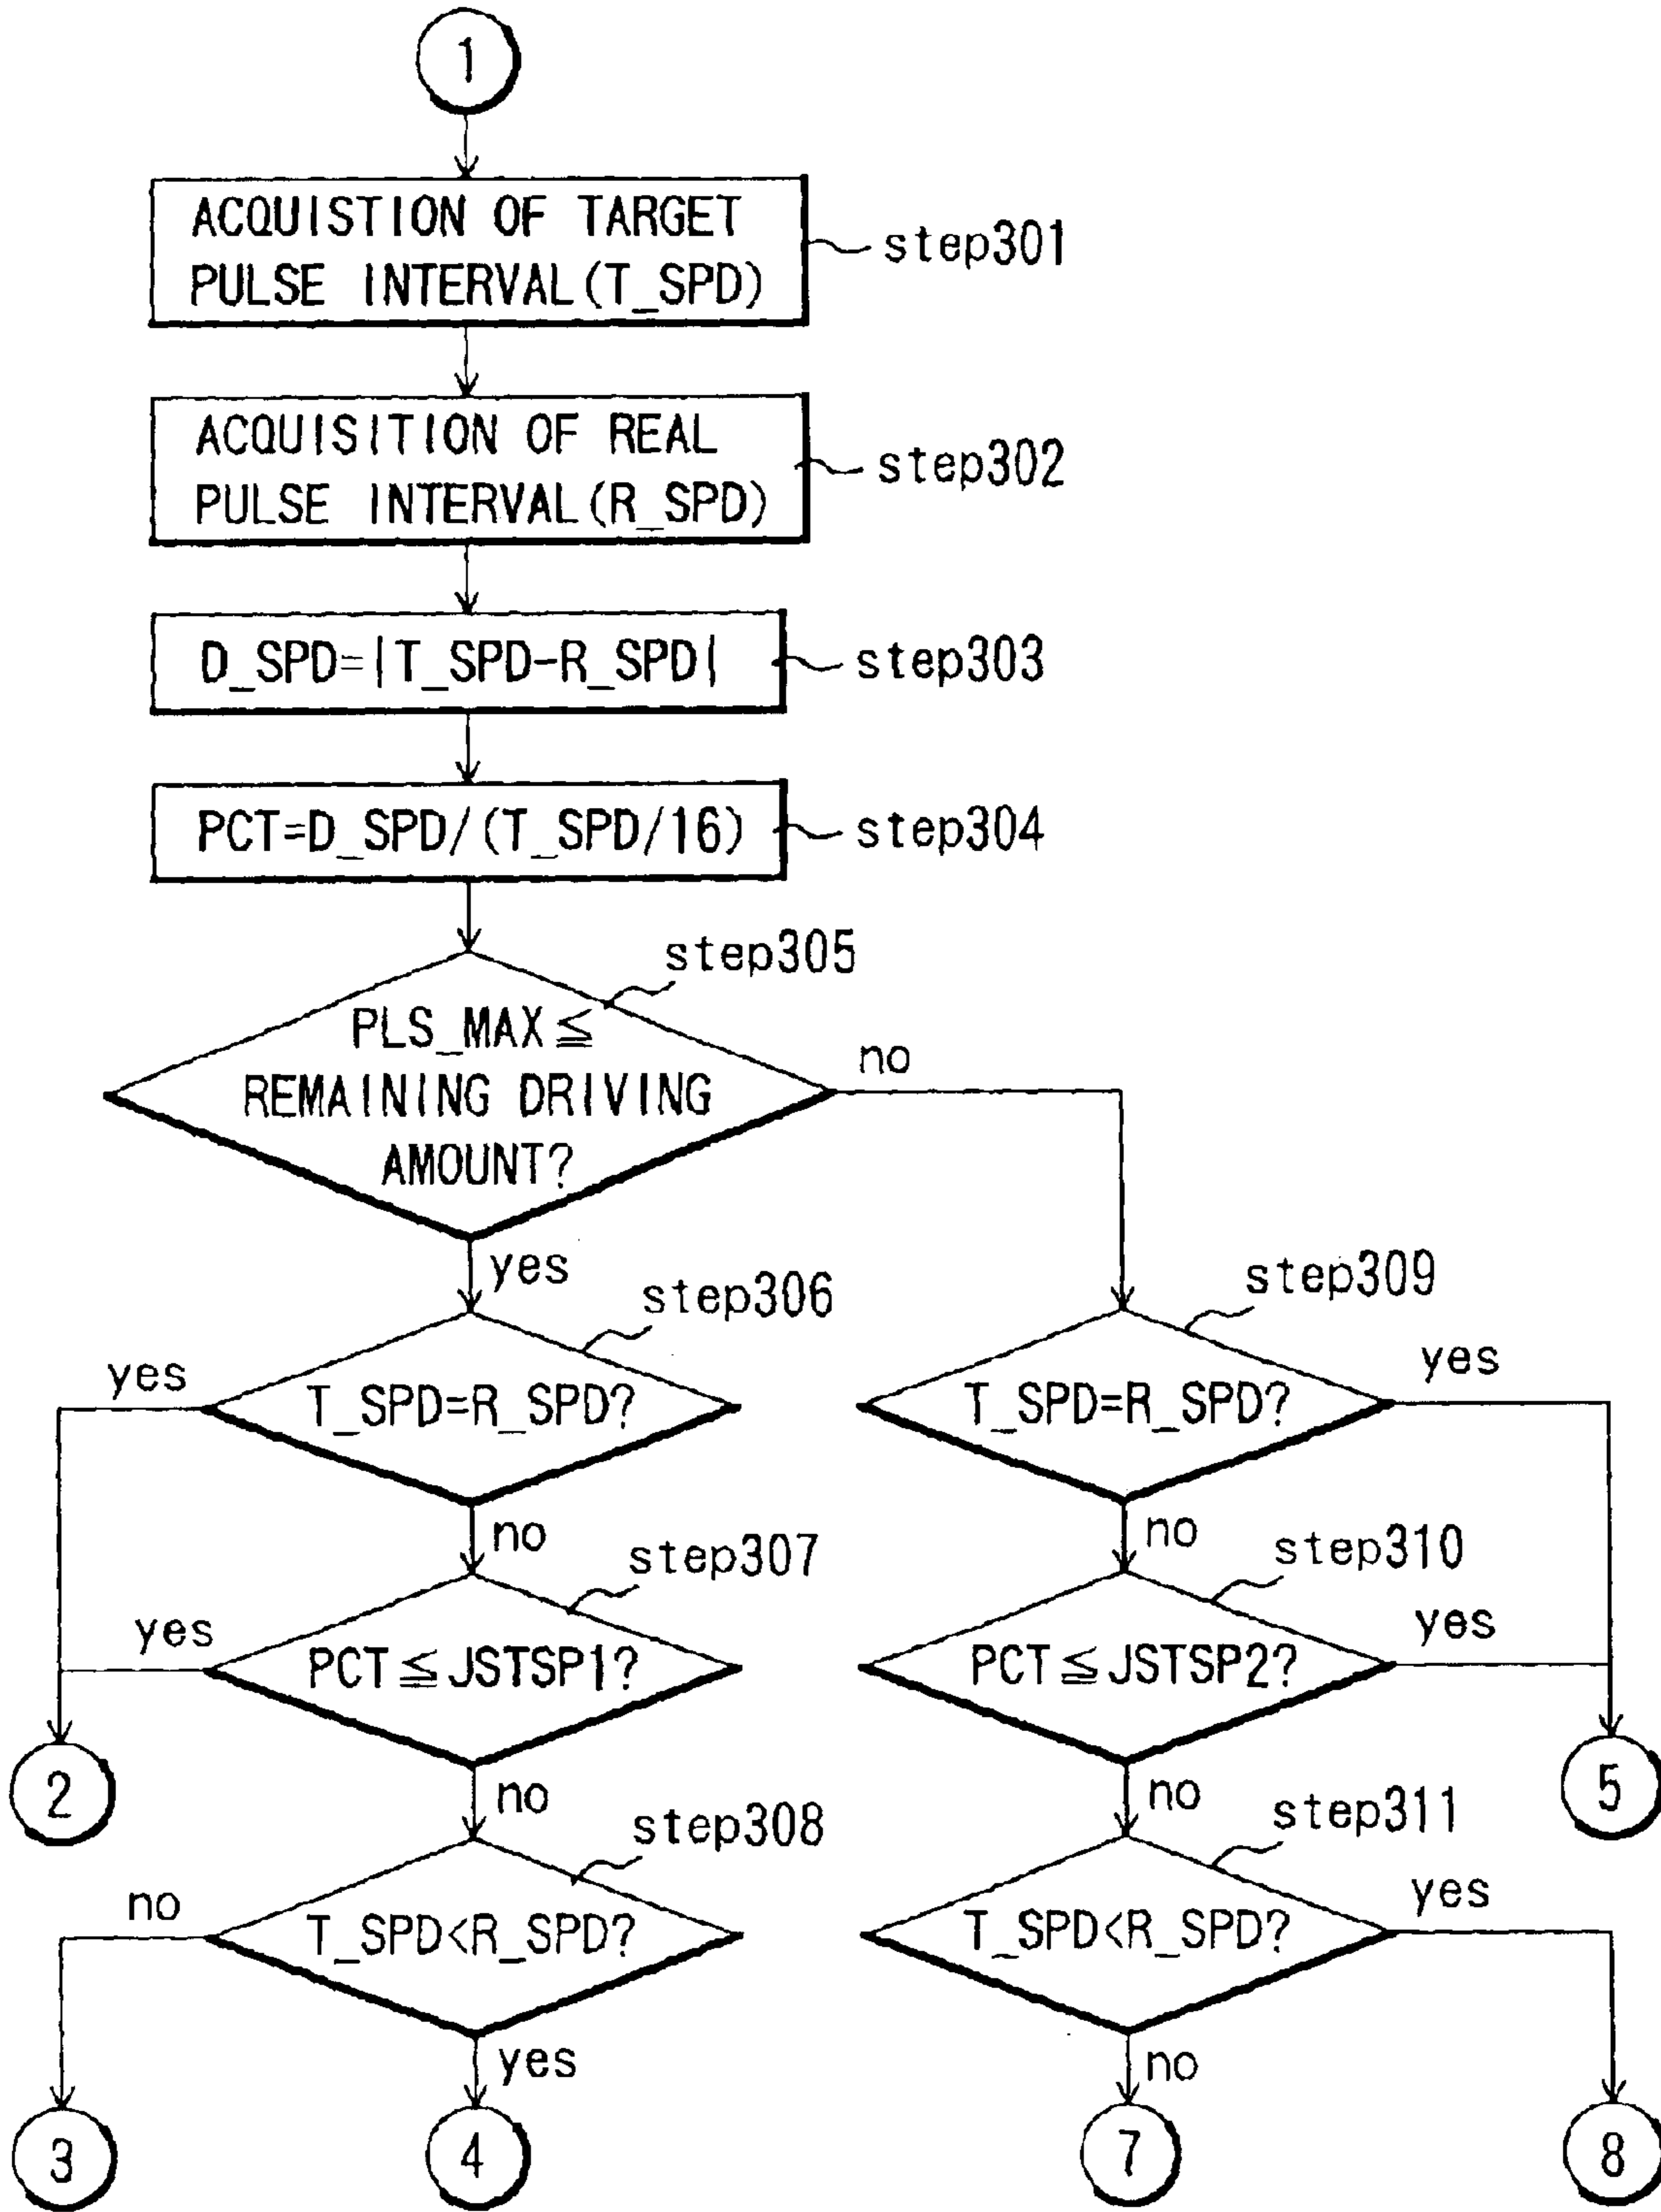 1
ACQUISTION OF TARGET
PULSE INTERVAL(T_SPD)
step301
ACQUISITION OF REAL
PULSE INTERVAL(R_SPD)
step302
D_SPD=|T_SPD-R_SPD|
step303
PCT=D_SPD/(T_SPD/16)
step304
step305
PLS_MAX≦
REMAINING DRIVING
AMOUNT?
no
yes
step306
T_SPD=R_SPD?
yes
no
step309
T_SPD=R_SPD?
yes
no
step307
PCT≦JSTSP1?
yes
no
step310
PCT≦JSTSP2?
yes
no
2
5
step308
T_SPD<R_SPD?
no
yes
step311
T_SPD<R_SPD?
yes
no
3
4
7
8